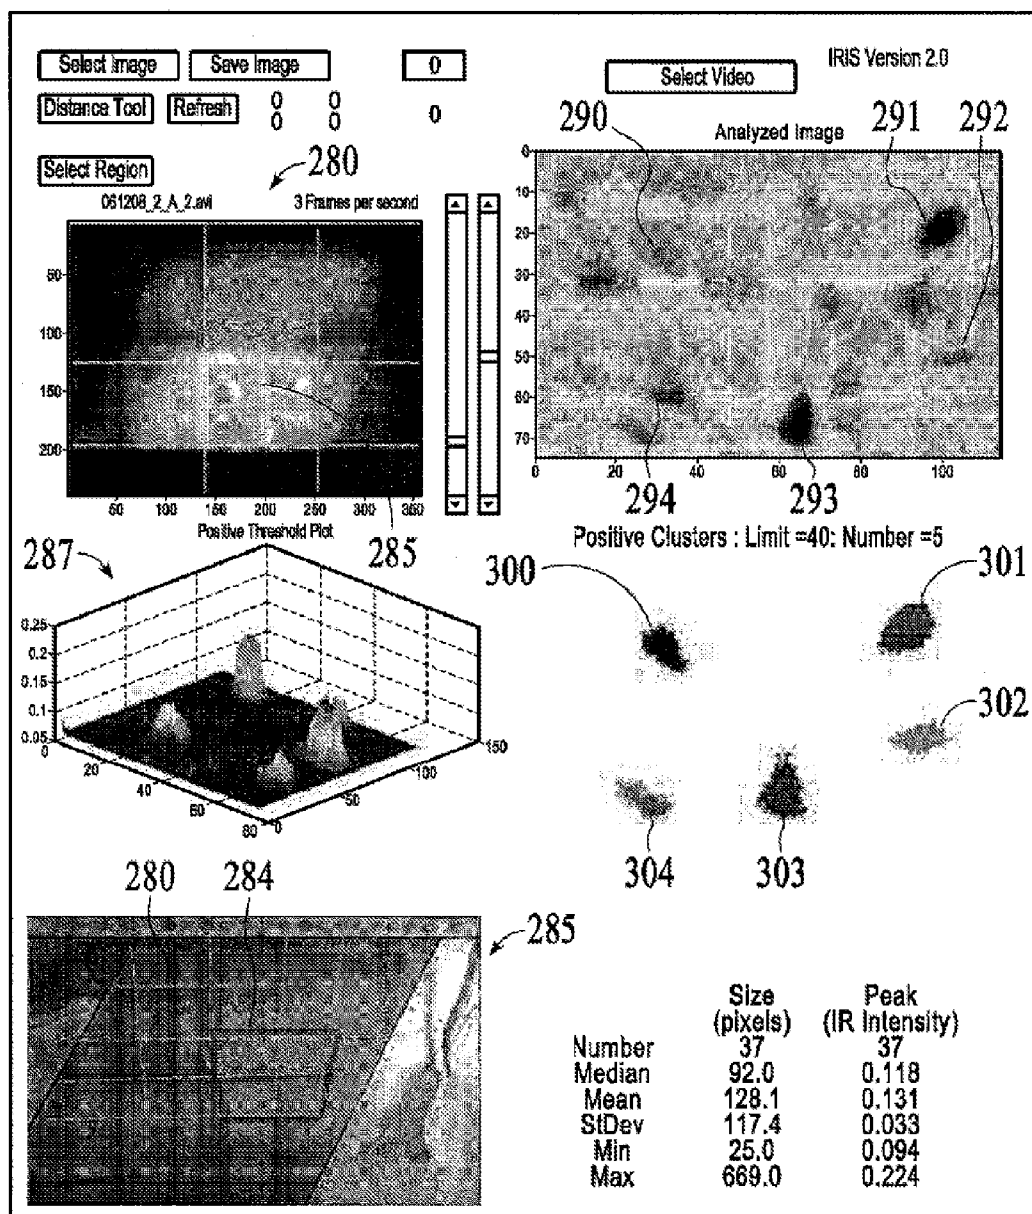 Select Image Save Image 0
Select Video
IRIS Version 2.0
Distance Tool Refresh 0 0
0 0
0
Select Region
280
061208_2_A_2.avi 3 Frames per second
50
100
150
200
50 100 150 200 250 300 350
285
290
291
292
Analyzed Image
0
10
20
30
40
50
60
70
0 20 40 60 80 100
294
293
Positive Threshold Plot
287
0.25
0.2
0.15
0.1
0.05
0
20
40
60
80
0
50
100
150
Positive Clusters : Limit =40: Number =5
300
301
302
304
303
280 284
285
Size Peak
(pixels) (IR Intensity)
Number 37 37
Median 92.0 0.118
Mean 128.1 0.131
StDev 117.4 0.033
Min 25.0 0.094
Max 669.0 0.224